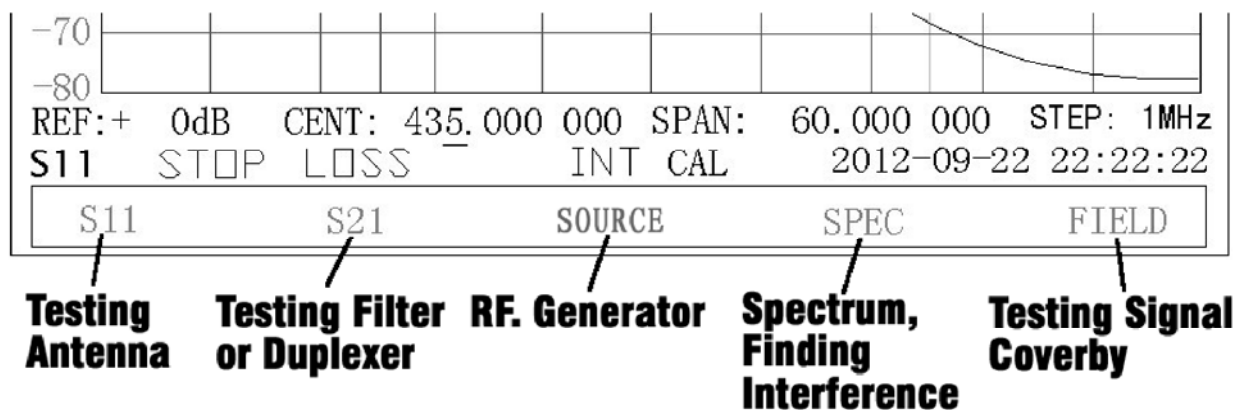 -70
-80
REF:+ 0dB CENT: 435.000 000 SPAN: 60.000 000 STEP: 1MHz
S11 STOP LOSS INT CAL 2012-09-22 22:22:22
S11 S21 SOURCE SPEC FIELD
Testing Antenna
Testing Filter or Duplexer
RF. Generator
Spectrum, Finding Interference
Testing Signal Coverby